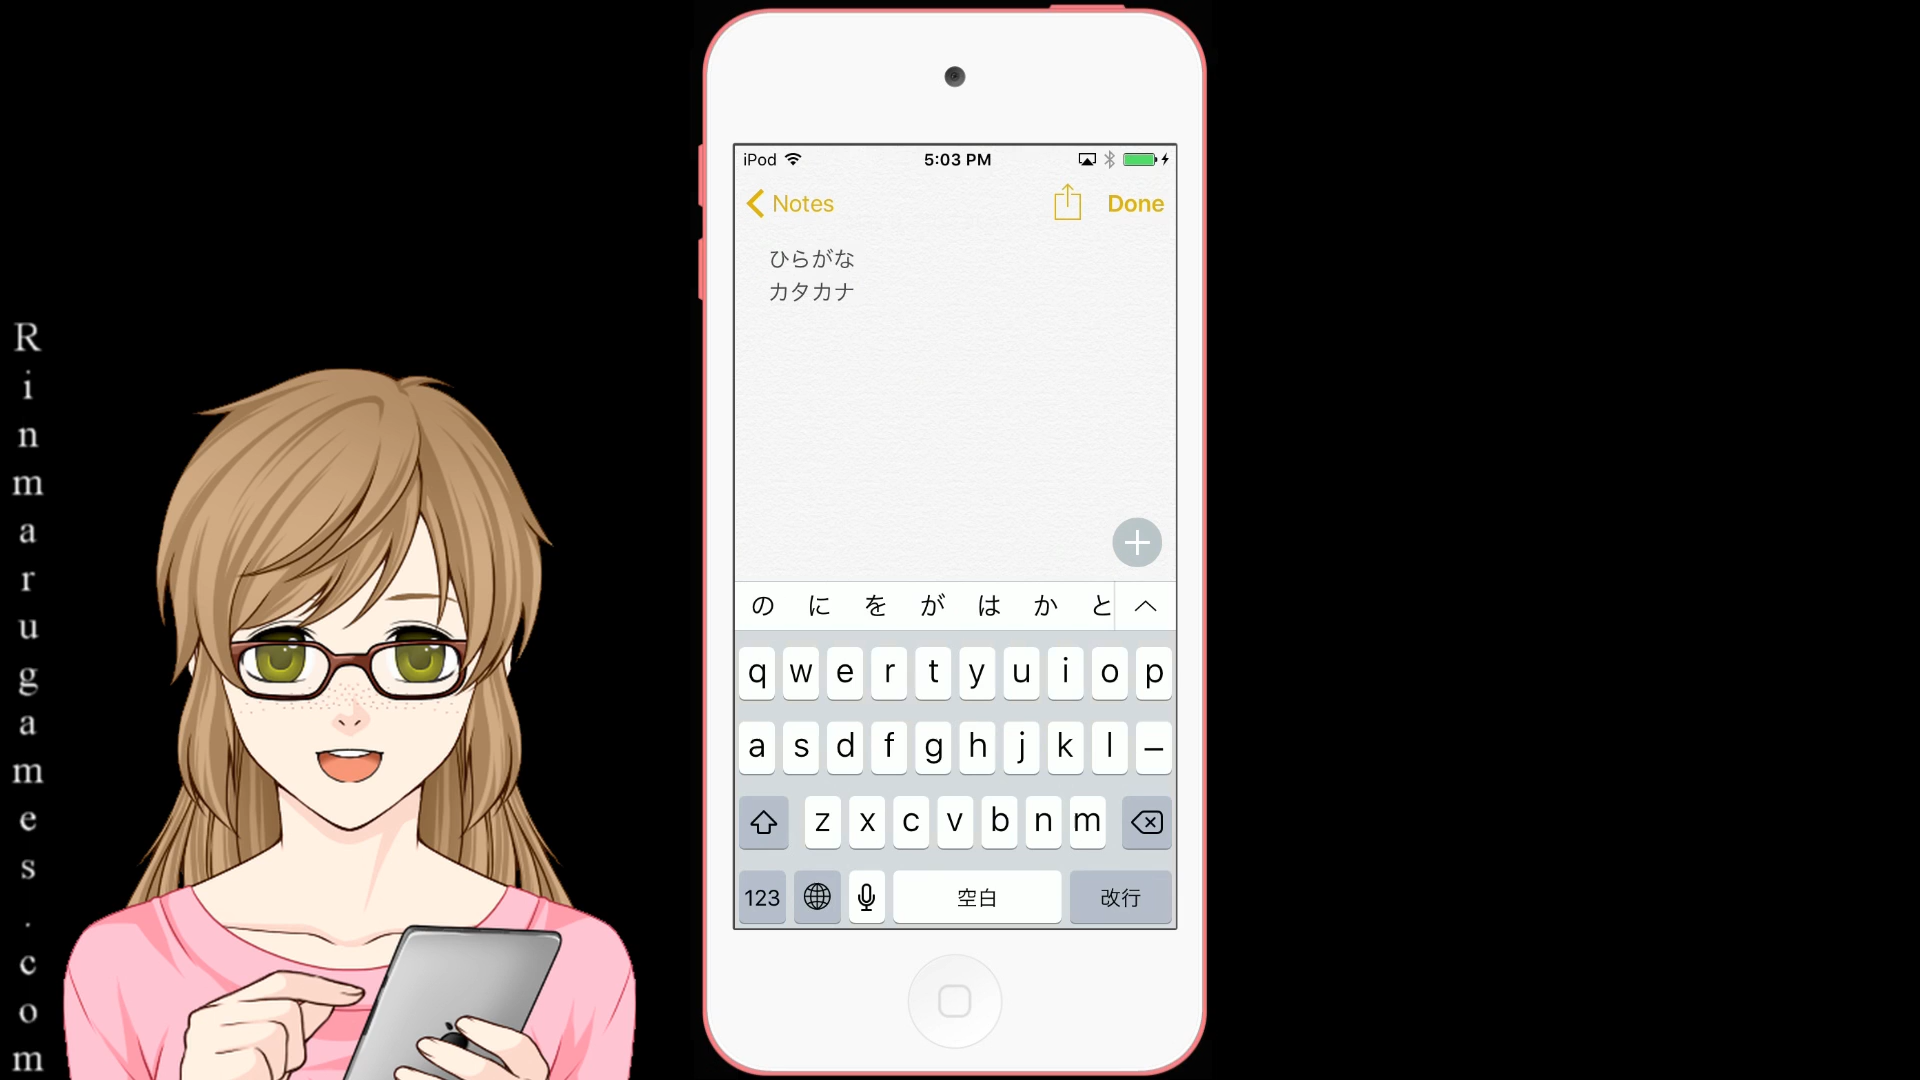 Rinmarugames.com
iPod 5:03 PM
Notes Done
ひらがな
カタカナ
の に を が は か と
q w e r t y u i o p
a s d f g h j k l ー
z x c v b n m
123 空白 改行